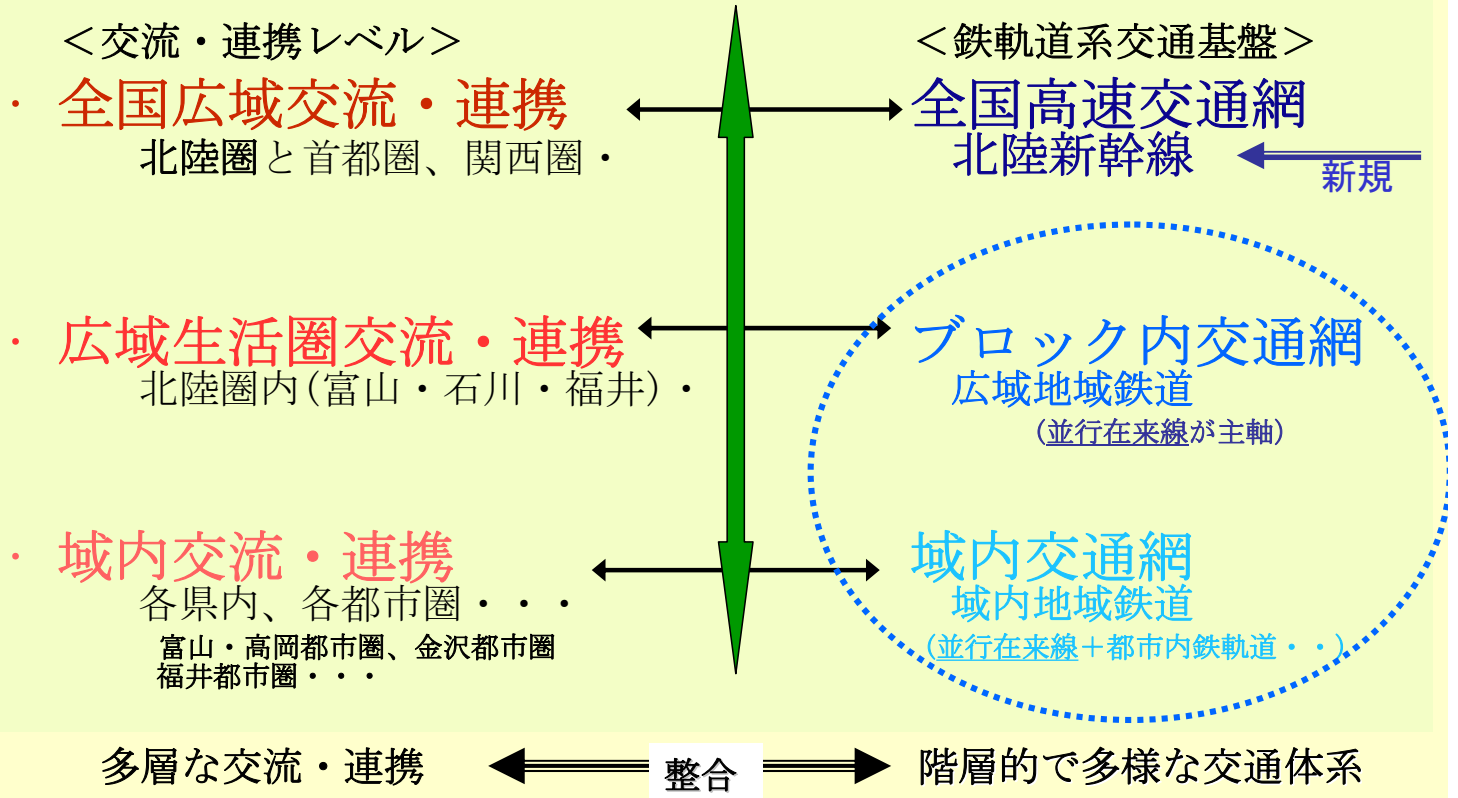 <交流・連携レベル>
<鉄軌道系交通基盤>
・ 全国広域交流・連携
全国高速交通網
北陸圏と首都圏、関西圏・
北陸新幹線
新規
・ 広域生活圏交流・連携
ブロック内交通網
北陸圏内(富山・石川・福井)・
広域地域鉄道
(並行在来線が主軸)
・ 域内交流・連携
域内交通網
各県内、各都市圏・・・
域内地域鉄道
富山・高岡都市圏、金沢都市圏
(並行在来線+都市内鉄軌道・・)
福井都市圏・・・
多層な交流・連携
整合
階層的で多様な交通体系